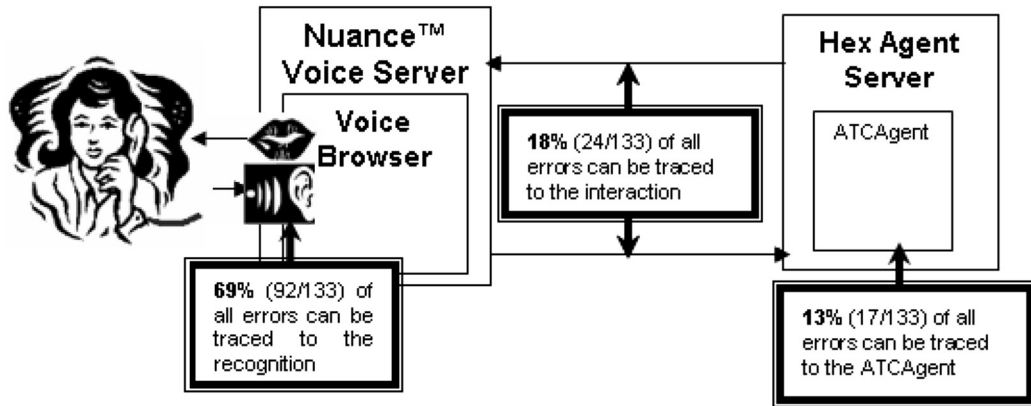 Nuance™
Voice Server
Voice
Browser
69% (92/133) of
all errors can be
traced to the
recognition
18% (24/133) of all
errors can be traced
to the interaction
Hex Agent
Server
ATCAgent
13% (17/133) of all
errors can be traced
to the ATCAgent